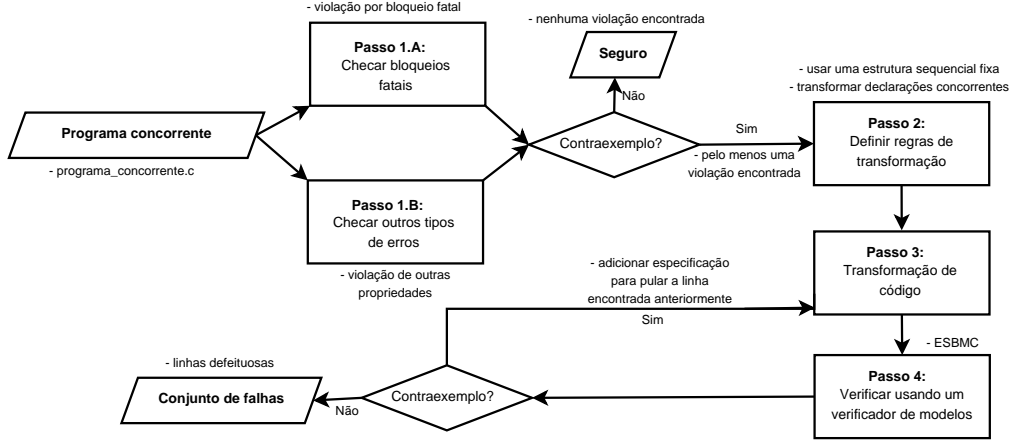 - violação por bloqueio fatal
Passo 1.A:
Checar bloqueios
fatais
- nenhuma violação encontrada
Seguro
Não
Programa concorrente
- programa_concorrente.c
Contraexemplo?
Sim
- pelo menos uma
violação encontrada
- usar uma estrutura sequencial fixa
- transformar declarações concorrentes
Passo 2:
Definir regras de
transformação
Passo 1.B:
Checar outros tipos
de erros
- violação de outras
propriedades
- adicionar especificação
para pular a linha
encontrada anteriormente
Sim
Passo 3:
Transformação de
código
- ESBMC
Passo 4:
Verificar usando um
verificador de modelos
Contraexemplo?
Não
- linhas defeituosas
Conjunto de falhas